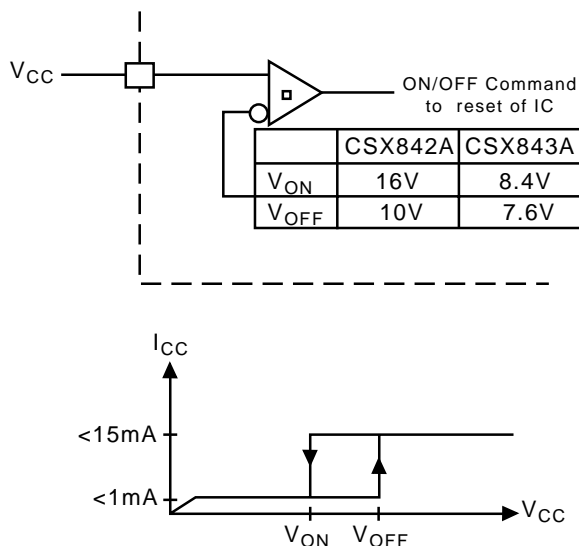 VCC
ON/OFF Command
to reset of IC
CSX842A CSX843A
VON 16V 8.4V
VOFF 10V 7.6V
ICC
<15mA
<1mA
VCC
VON VOFF